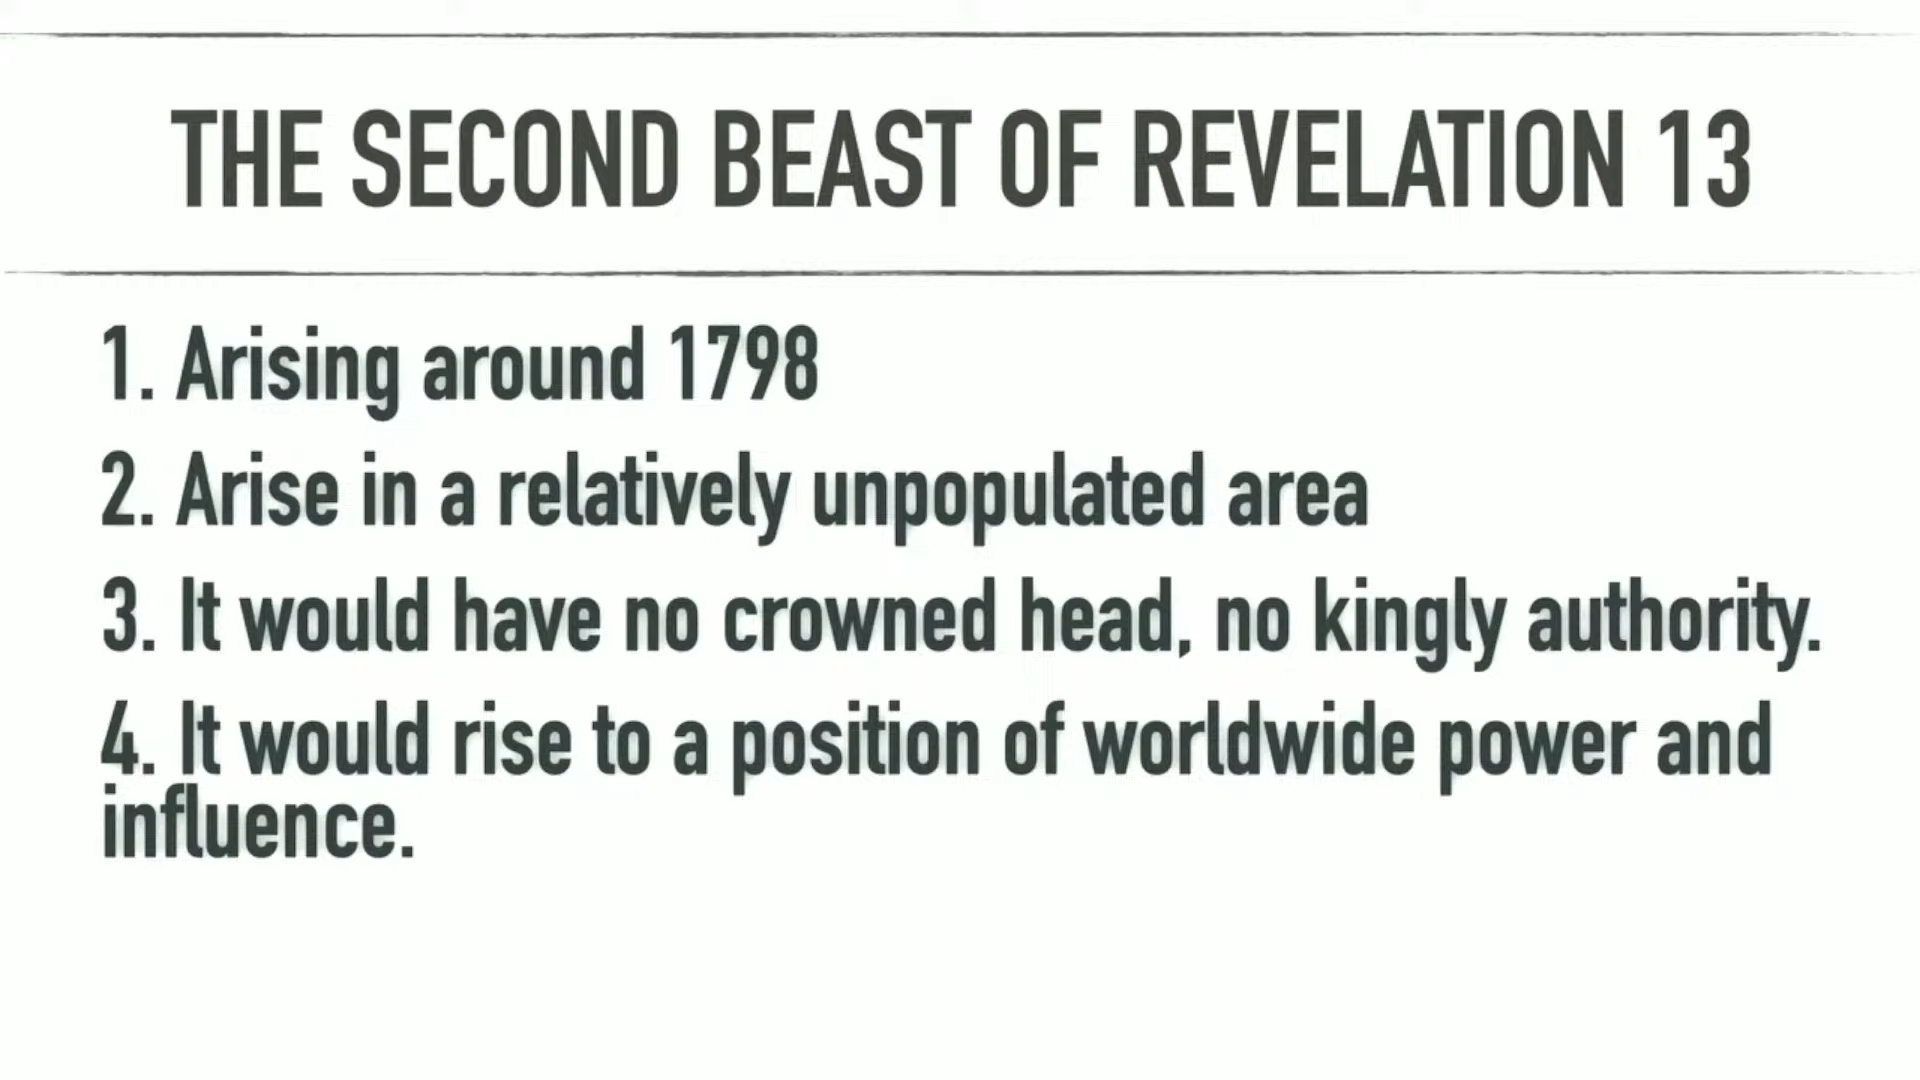 THE SECOND BEAST OF REVELATION 13
1. Arising around 1798
2. Arise in a relatively unpopulated area
3. It would have no crowned head, no kingly authority.
4. It would rise to a position of worldwide power and
influence.